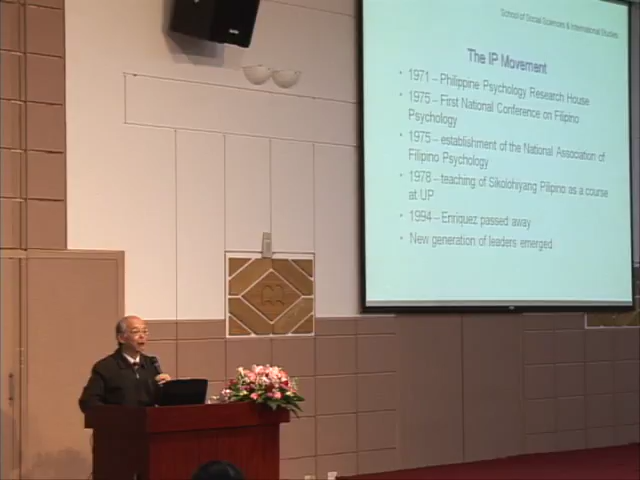 School of Social Sciences & International Studies
The IP Movement
• 1971 – Philippine Psychology Research House
• 1975 – First National Conference on Filipino
Psychology
• 1975 – establishment of the National Association of
Filipino Psychology
• 1978 – teaching of Sikolohiyang Pilipino as a course
at UP
• 1994 – Enriquez passed away
• New generation of leaders emerged